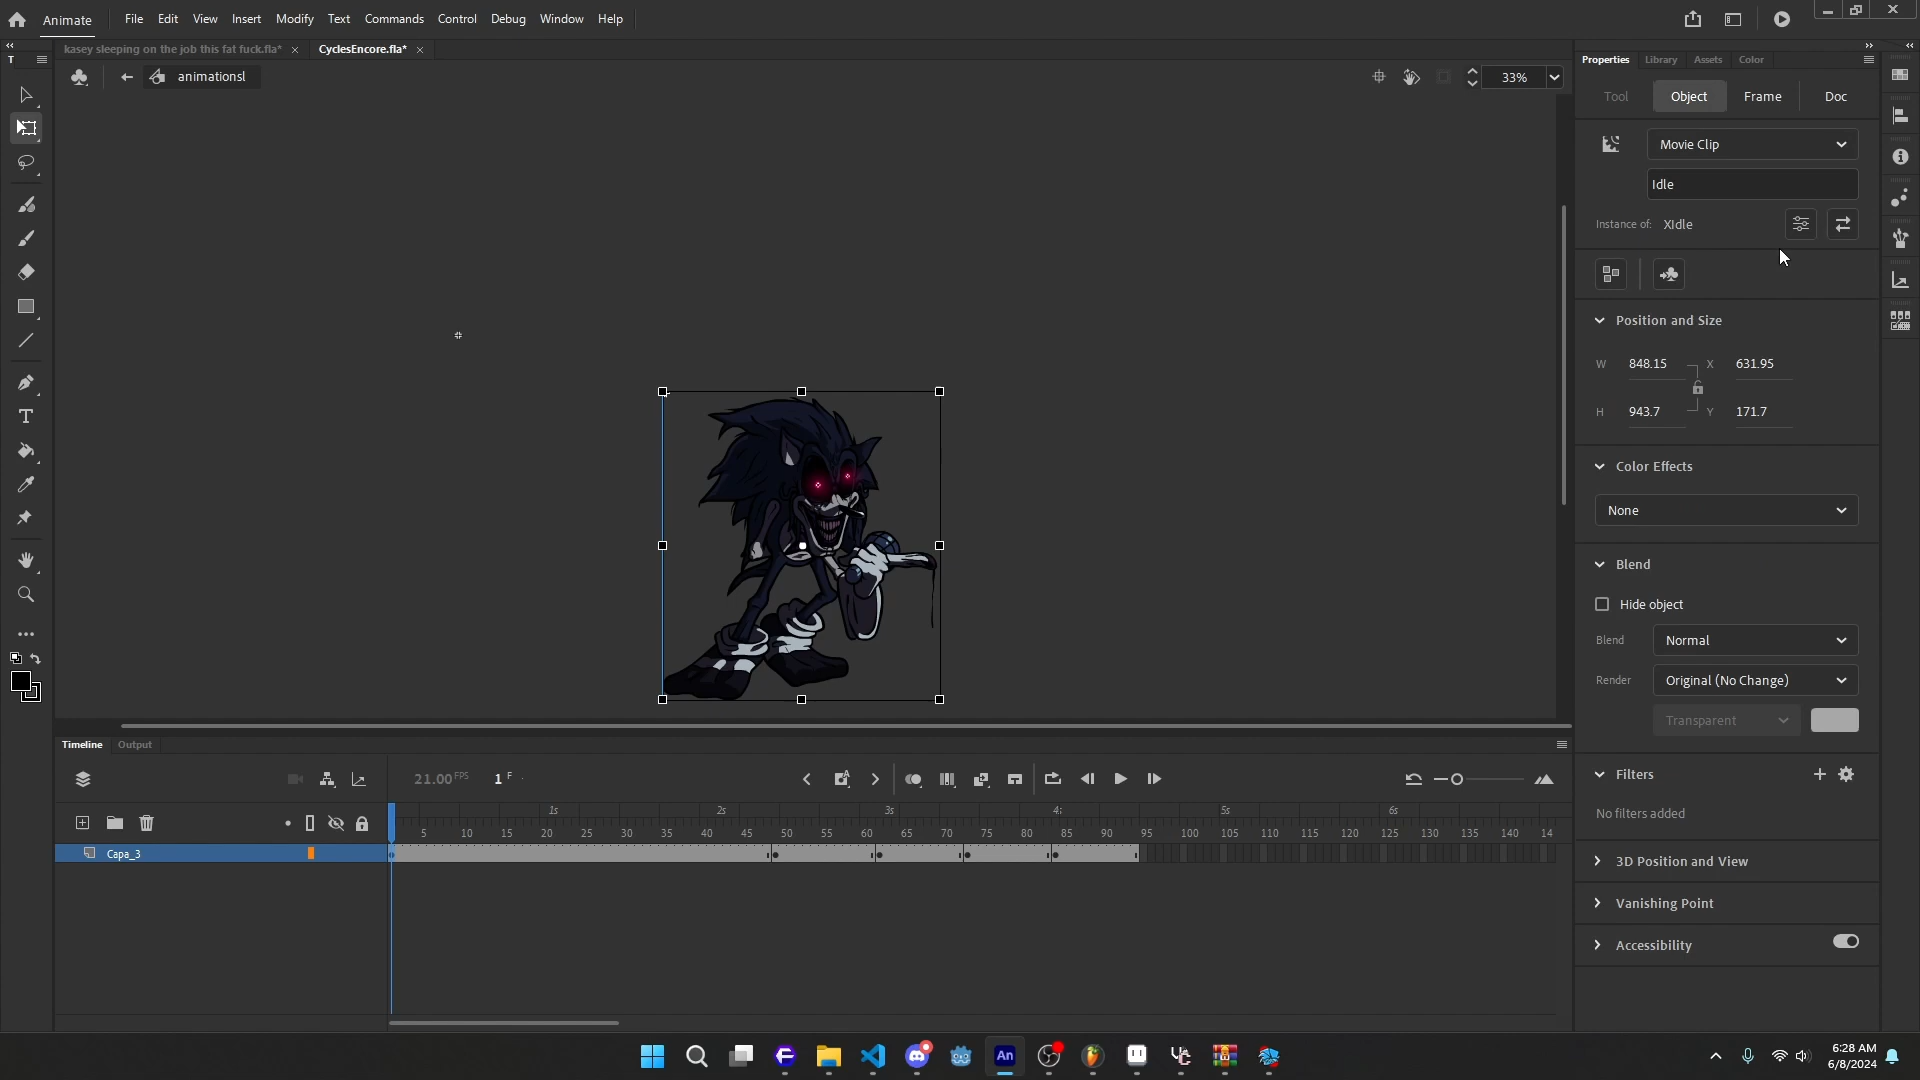 Animate File Edit View Insert Modify Text Commands Control Debug Window Help
kasey sleeping on the job this fat fuck.fla* CyclesEncore.fla*
animationsl 33%
Properties Library Assets Color
Tool Object Frame Doc
Movie Clip
Idle
Instance of: XIdle
Position and Size
W 848.15 X 631.95
H 943.7 Y 171.7
Color Effects
None
Blend
Hide object
Blend Normal
Render Original (No Change)
Transparent
Filters
No filters added
3D Position and View
Vanishing Point
Accessibility
Timeline Output
21.00 FPS 1 F
1s 2s 3s 4s 5s 6s
5 10 15 20 25 30 35 40 45 50 55 60 65 70 75 80 85 90 95 100 105 110 115 120 125 130 135 140 14
Capa_3
An
6:28 AM
6/8/2024